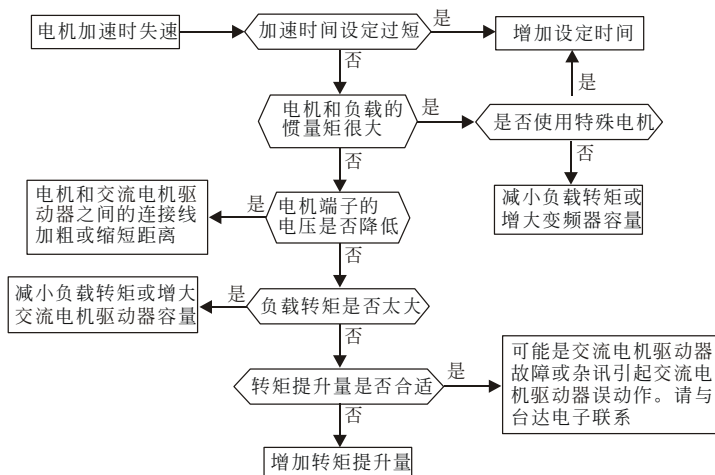 电机加速时失速
加速时间设定过短
是
增加设定时间
否
是
电机和负载的
惯量矩很大
是
是否使用特殊电机
否
否
电机和交流电机驱
动器之间的连接线
加粗或缩短距离
是
电机端子的
电压是否降低
减小负载转矩或
增大变频器容量
否
减小负载转矩或增大
交流电机驱动器容量
是
负载转矩是否太大
否
转矩提升量是否合适
是
可能是交流电机驱动器
故障或杂讯引起交流电
机驱动器误动作。请与
台达电子联系
否
增加转矩提升量